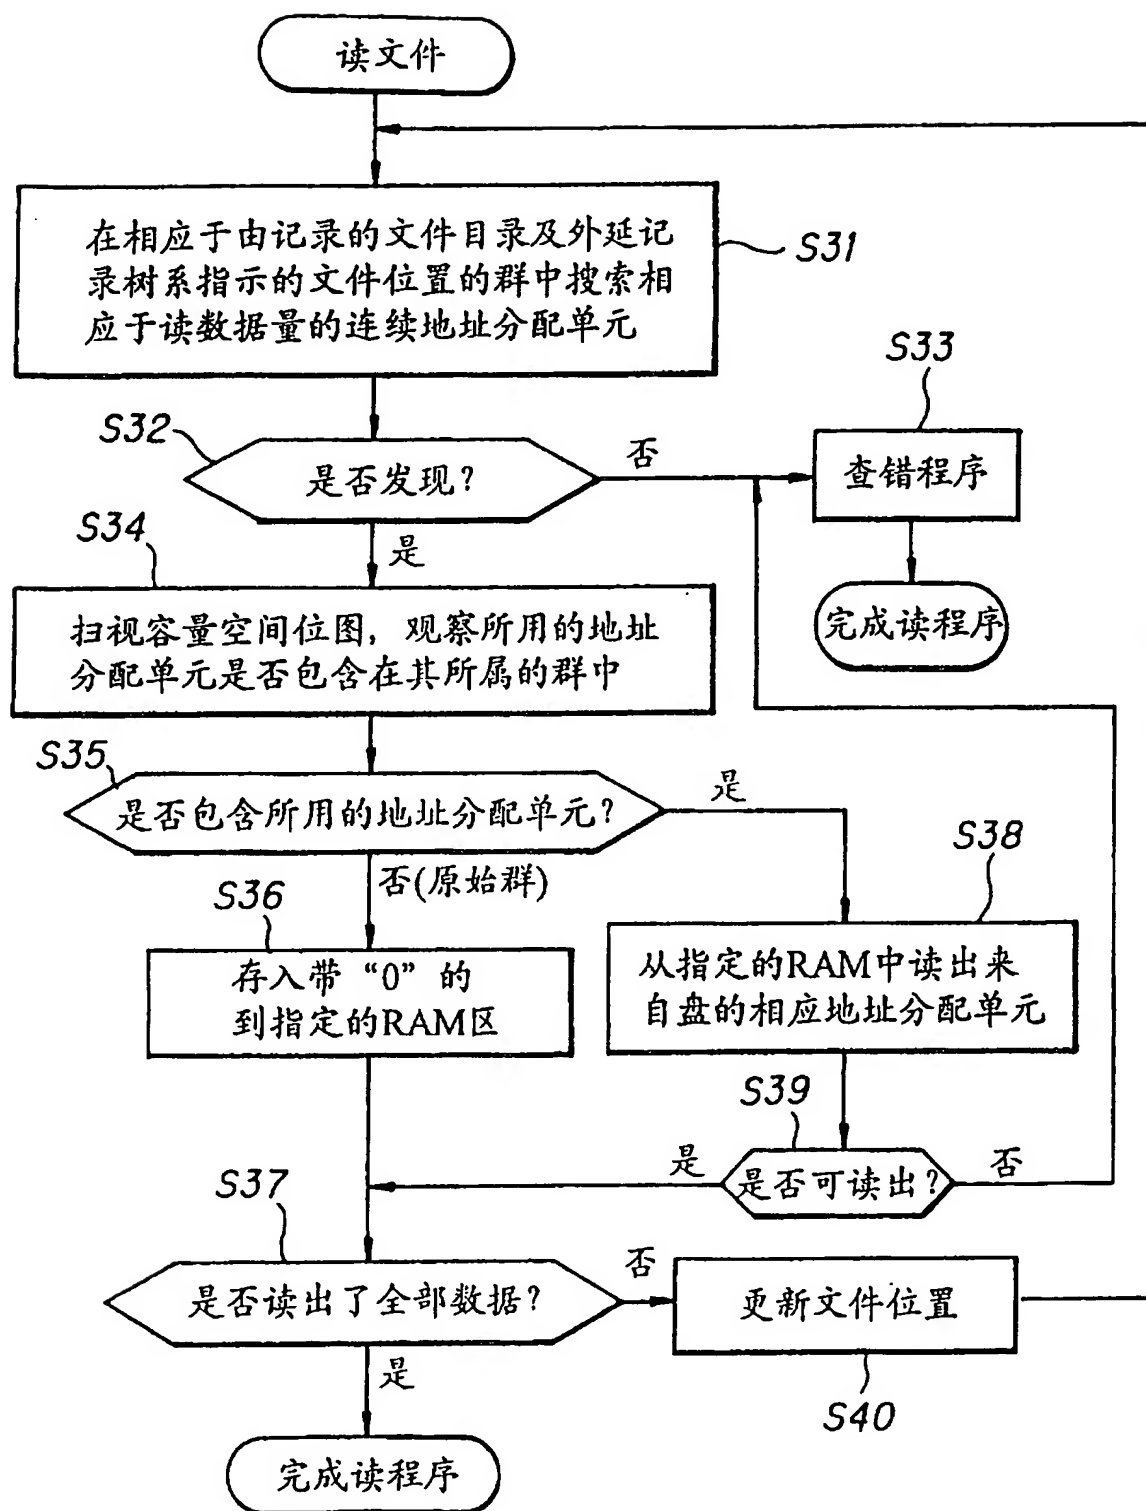 读文件
在相应于由记录的文件目录及外延记
录树系指示的文件位置的群中搜索相
应于读数据量的连续地址分配单元
S31
S32
是否发现？
否
S33
查错程序
完成读程序
是
S34
扫视容量空间位图，观察所用的地址
分配单元是否包含在其所属的群中
S35
是否包含所用的地址分配单元？
是
否(原始群)
S36
存入带“0”的
到指定的RAM区
S38
从指定的RAM中读出来
自盘的相应地址分配单元
S39
是否可读出？
是
否
S37
是否读出了全部数据？
否
更新文件位置
S40
是
完成读程序